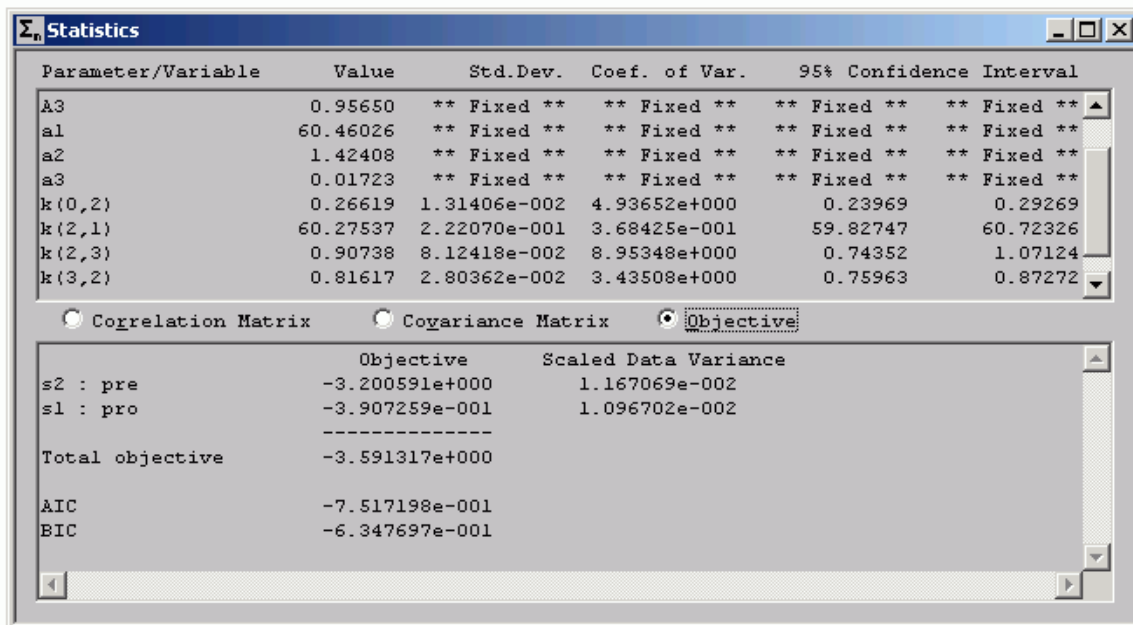 Σn Statistics
Parameter/Variable Value Std.Dev. Coef. of Var. 95% Confidence Interval
A3 0.95650 ** Fixed ** ** Fixed ** ** Fixed ** ** Fixed **
a1 60.46026 ** Fixed ** ** Fixed ** ** Fixed ** ** Fixed **
a2 1.42408 ** Fixed ** ** Fixed ** ** Fixed ** ** Fixed **
a3 0.01723 ** Fixed ** ** Fixed ** ** Fixed ** ** Fixed **
k(0,2) 0.26619 1.31406e-002 4.93652e+000 0.23969 0.29269
k(2,1) 60.27537 2.22070e-001 3.68425e-001 59.82747 60.72326
k(2,3) 0.90738 8.12418e-002 8.95348e+000 0.74352 1.07124
k(3,2) 0.81617 2.80362e-002 3.43508e+000 0.75963 0.87272
Correlation Matrix Covariance Matrix Objective
Objective Scaled Data Variance
s2 : pre -3.200591e+000 1.167069e-002
s1 : pro -3.907259e-001 1.096702e-002
--------------
Total objective -3.591317e+000
AIC -7.517198e-001
BIC -6.347697e-001